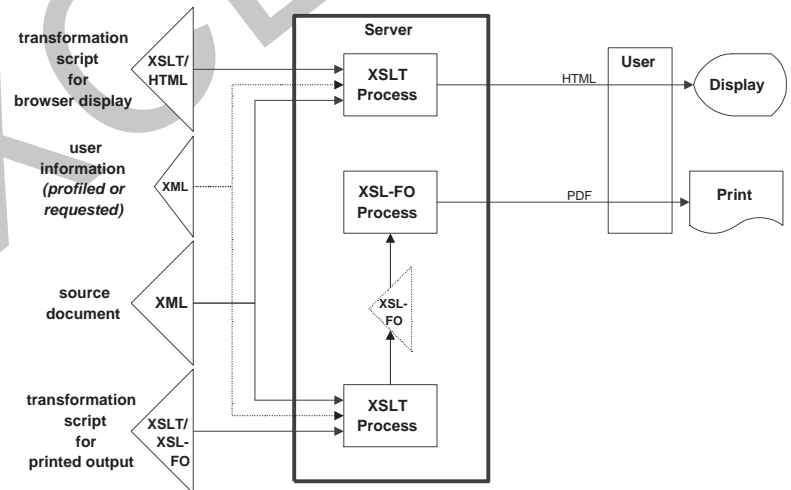 transformation
script
for
browser display
XSLT/
HTML
Server
XSLT
Process
HTML
User
Display
user
information
(profiled or
requested)
XML
XSL-FO
Process
PDF
Print
source
document
XML
XSL-
FO
transformation
script
for
printed output
XSLT/
XSL-
FO
XSLT
Process